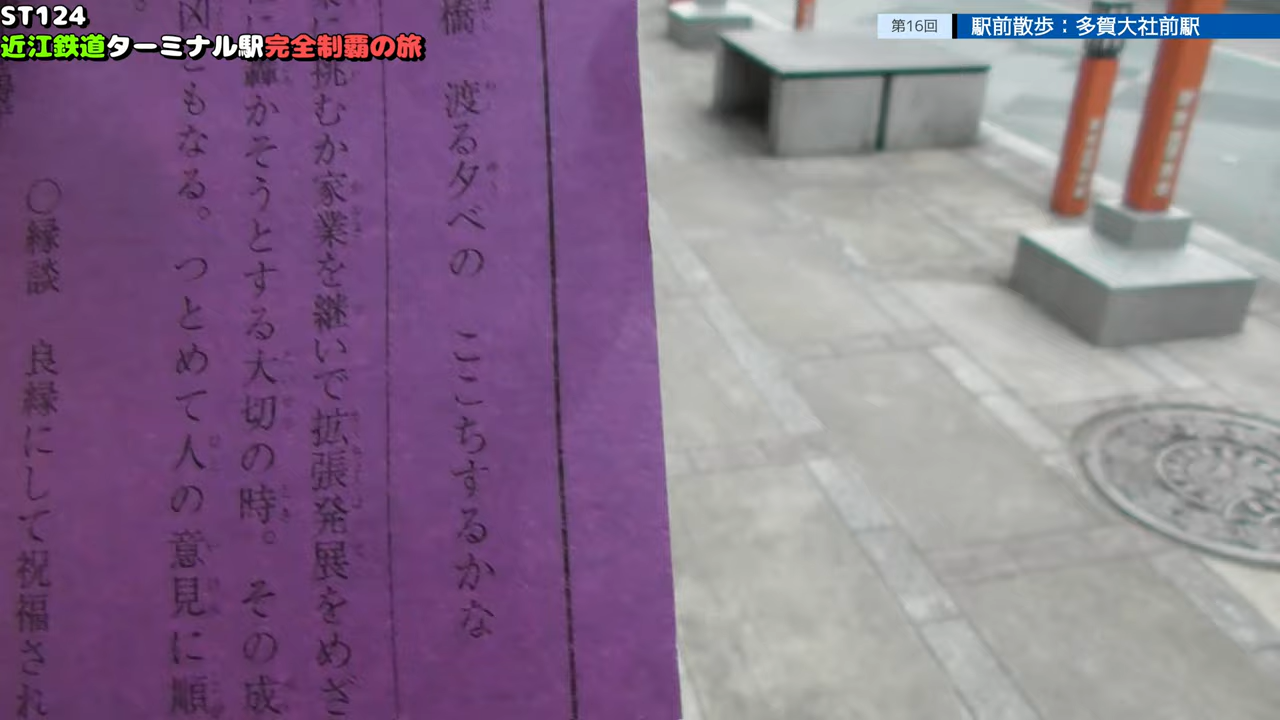 ST124
近江鉄道ターミナル駅完全制覇の旅
第16回
駅前散歩：多賀大社前駅
橋 渡る夕べの ここちするかな
に挑むか家業を継いで拡張発展をめざ
に轟かそうとする大切の時。その成
凶ともなる。つとめて人の意見に順
○縁談 良縁にして祝福され